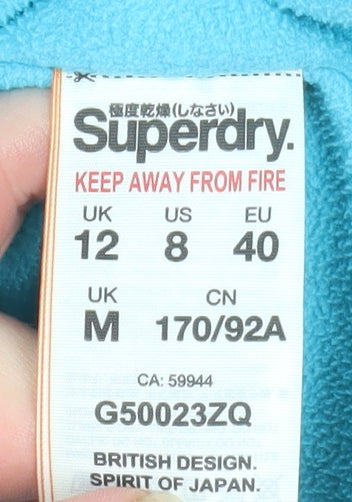 極度乾燥(しなさい)
Superdry.
KEEP AWAY FROM FIRE
UK US EU
12 8 40
UK CN
M 170/92A
CA: 59944
G50023ZQ
BRITISH DESIGN.
SPIRIT OF JAPAN.